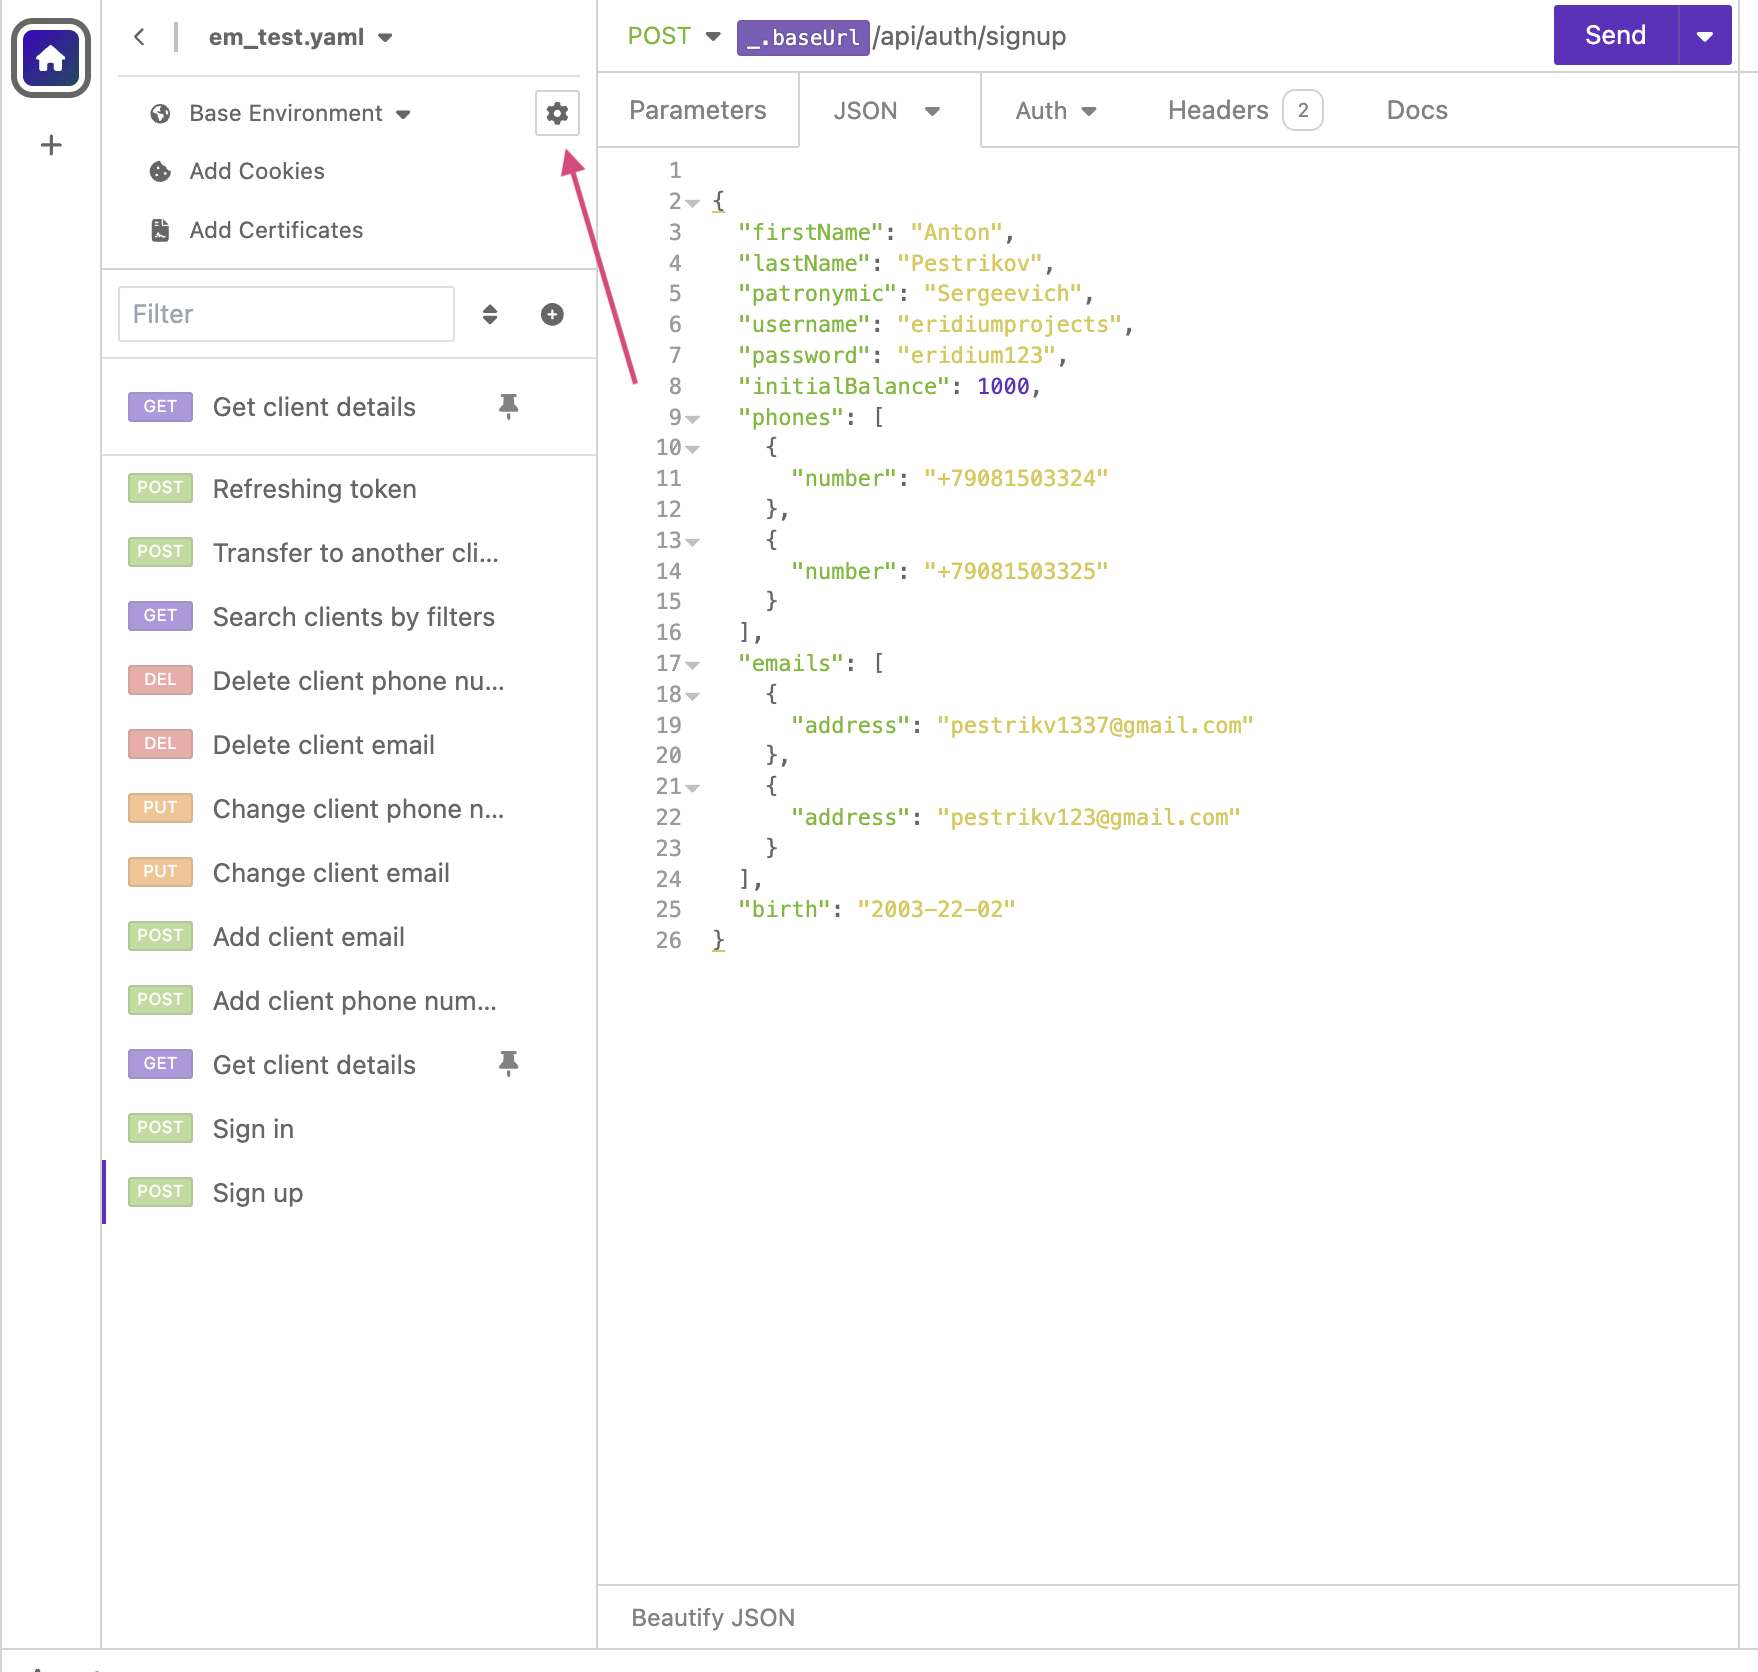 em_test.yaml
Base Environment
Add Cookies
Add Certificates
Filter
GET Get client details
POST Refreshing token
POST Transfer to another cli...
GET Search clients by filters
DEL Delete client phone nu...
DEL Delete client email
PUT Change client phone n...
PUT Change client email
POST Add client email
POST Add client phone num...
GET Get client details
POST Sign in
POST Sign up
POST _.baseUrl/api/auth/signup Send
Parameters JSON Auth Headers 2 Docs
1
2 {
3 "firstName": "Anton",
4 "lastName": "Pestrikov",
5 "patronymic": "Sergeevich",
6 "username": "eridiumprojects",
7 "password": "eridium123",
8 "initialBalance": 1000,
9 "phones": [
10 {
11 "number": "+79081503324"
12 },
13 {
14 "number": "+79081503325"
15 }
16 ],
17 "emails": [
18 {
19 "address": "pestrikv1337@gmail.com"
20 },
21 {
22 "address": "pestrikv123@gmail.com"
23 }
24 ],
25 "birth": "2003-22-02"
26 }
Beautify JSON